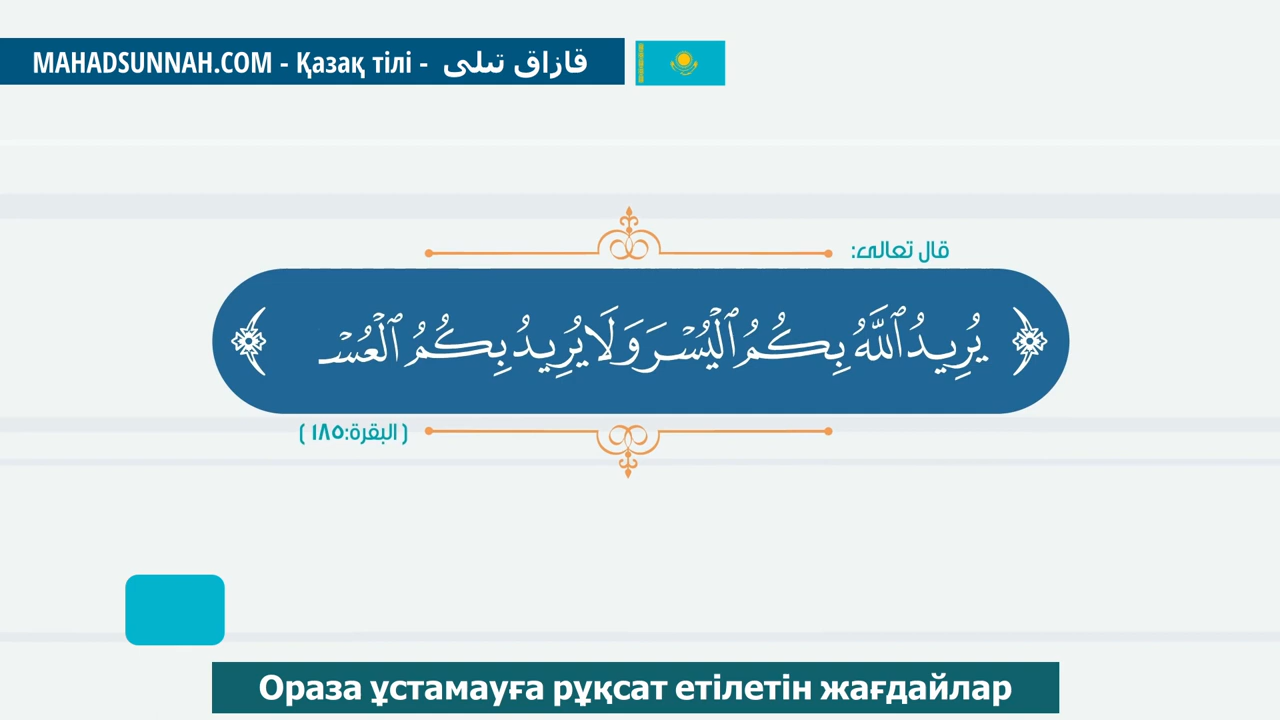 MAHADSUNNAH.COM - Қазақ тілі - قازاق تىلى
قال تعالى:
يُرِيدُ ٱللَّهُ بِكُمُ ٱلْيُسْرَ وَلَا يُرِيدُ بِكُمُ ٱلْعُسْـ
( البقرة:١٨٥ )
Ораза ұстамауға рұқсат етілетін жағдайлар